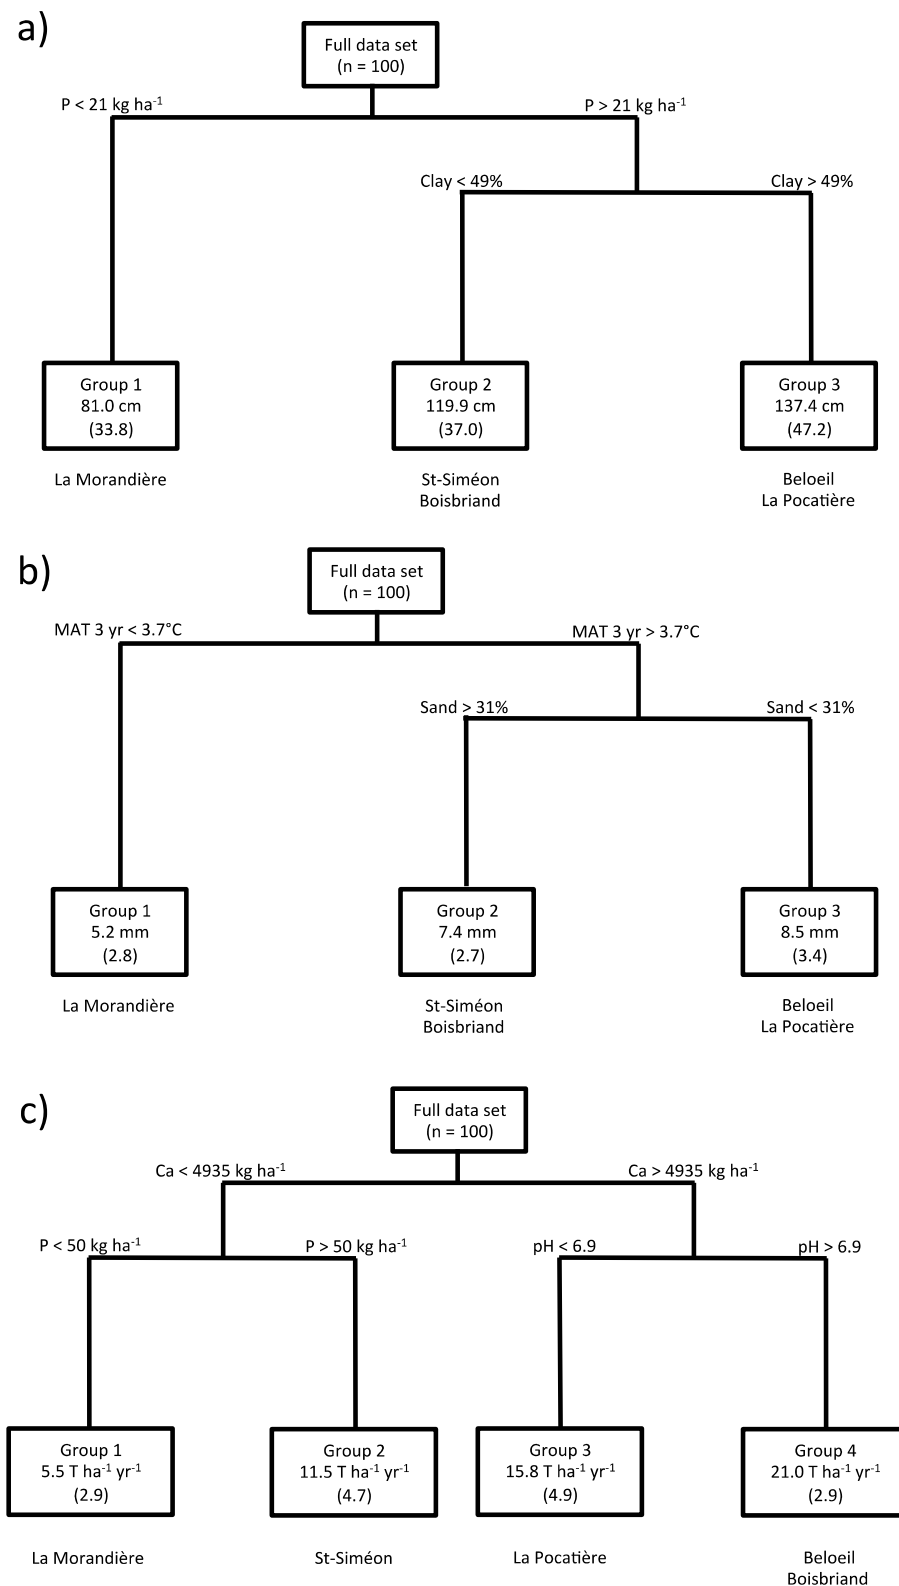 a)
Full data set
(n = 100)
P < 21 kg ha⁻¹
P > 21 kg ha⁻¹
Clay < 49%
Clay > 49%
Group 1
81.0 cm
(33.8)
Group 2
119.9 cm
(37.0)
Group 3
137.4 cm
(47.2)
La Morandière
St-Siméon
Boisbriand
Beloeil
La Pocatière
b)
Full data set
(n = 100)
MAT 3 yr < 3.7°C
MAT 3 yr > 3.7°C
Sand > 31%
Sand < 31%
Group 1
5.2 mm
(2.8)
Group 2
7.4 mm
(2.7)
Group 3
8.5 mm
(3.4)
La Morandière
St-Siméon
Boisbriand
Beloeil
La Pocatière
c)
Full data set
(n = 100)
Ca < 4935 kg ha⁻¹
Ca > 4935 kg ha⁻¹
P < 50 kg ha⁻¹
P > 50 kg ha⁻¹
pH < 6.9
pH > 6.9
Group 1
5.5 T ha⁻¹ yr⁻¹
(2.9)
Group 2
11.5 T ha⁻¹ yr⁻¹
(4.7)
Group 3
15.8 T ha⁻¹ yr⁻¹
(4.9)
Group 4
21.0 T ha⁻¹ yr⁻¹
(2.9)
La Morandière
St-Siméon
La Pocatière
Beloeil
Boisbriand